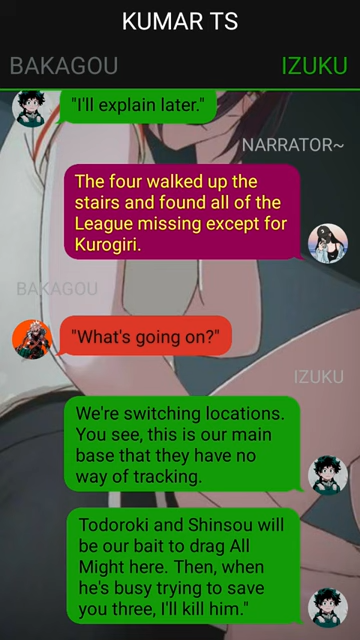 KUMAR TS
BAKAGOU
IZUKU
"I'll explain later."
NARRATOR~
The four walked up the
stairs and found all of the
League missing except for
Kurogiri.
BAKAGOU
"What's going on?"
IZUKU
We're switching locations.
You see, this is our main
base that they have no
way of tracking.
Todoroki and Shinsou will
be our bait to drag All
Might here. Then, when
he's busy trying to save
you three, I'll kill him."